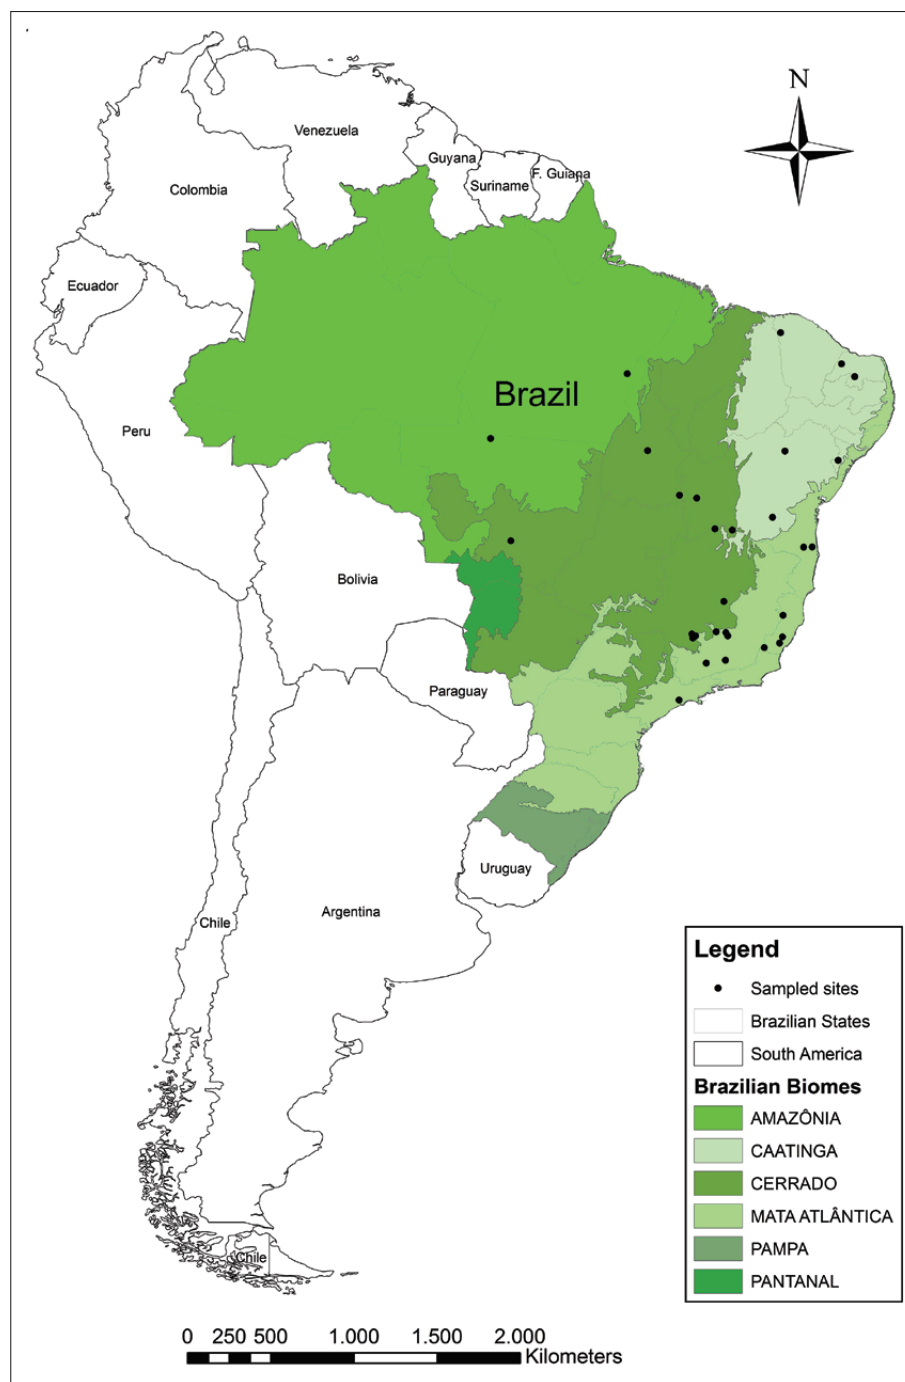 N
Venezuela
Guyana
F. Guiana
Suriname
Colombia
Ecuador
Brazil
Peru
Bolivia
Paraguay
Uruguay
Chile
Argentina
Chile
Legend
Sampled sites
Brazilian States
South America
Brazilian Biomes
AMAZÔNIA
CAATINGA
CERRADO
MATA ATLÂNTICA
PAMPA
PANTANAL
0 250 500 1.000 1.500 2.000
Kilometers